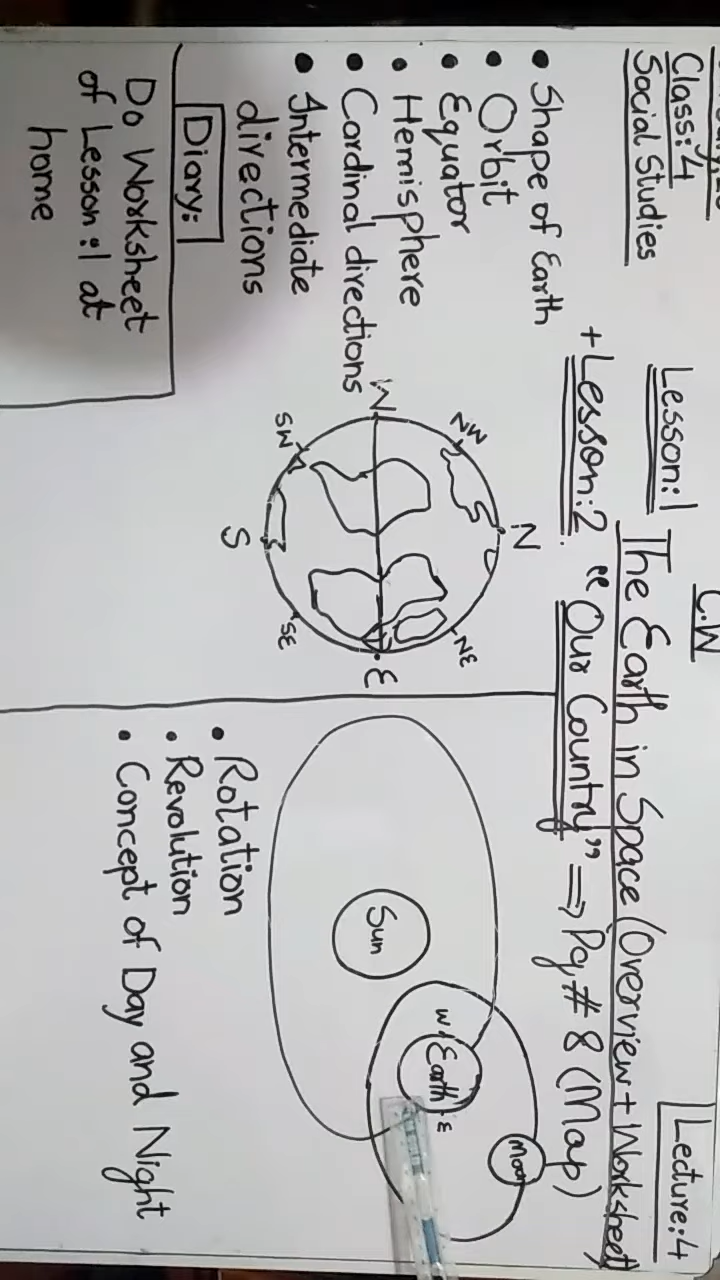 C.W
Class: 4
Social Studies
Lesson: 1 The Earth in Space (Overview + Worksheet)
Lecture: 4
+ Lesson: 2 "Our Country" => Pg # 8 (Map)
• Shape of Earth
• Orbit
• Equator
• Hemisphere
• Cardinal directions
• Intermediate
directions
Diary:
Do Worksheet
of Lesson: 1 at
home
N
NW
NE
W
E
SW
SE
S
Sun
W Earth E
Moon
• Rotation
• Revolution
• Concept of Day and Night